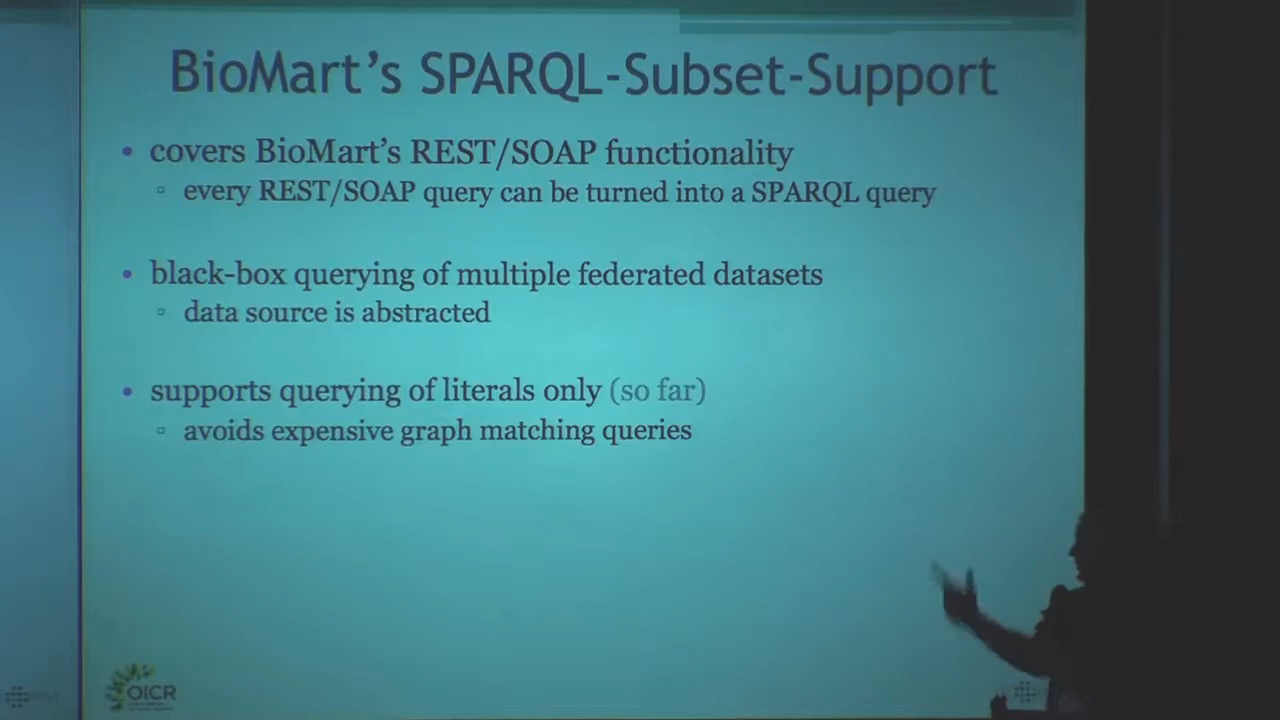 BioMart's SPARQL-Subset-Support
• covers BioMart's REST/SOAP functionality
▫ every REST/SOAP query can be turned into a SPARQL query
• black-box querying of multiple federated datasets
▫ data source is abstracted
• supports querying of literals only (so far)
▫ avoids expensive graph matching queries
OICR